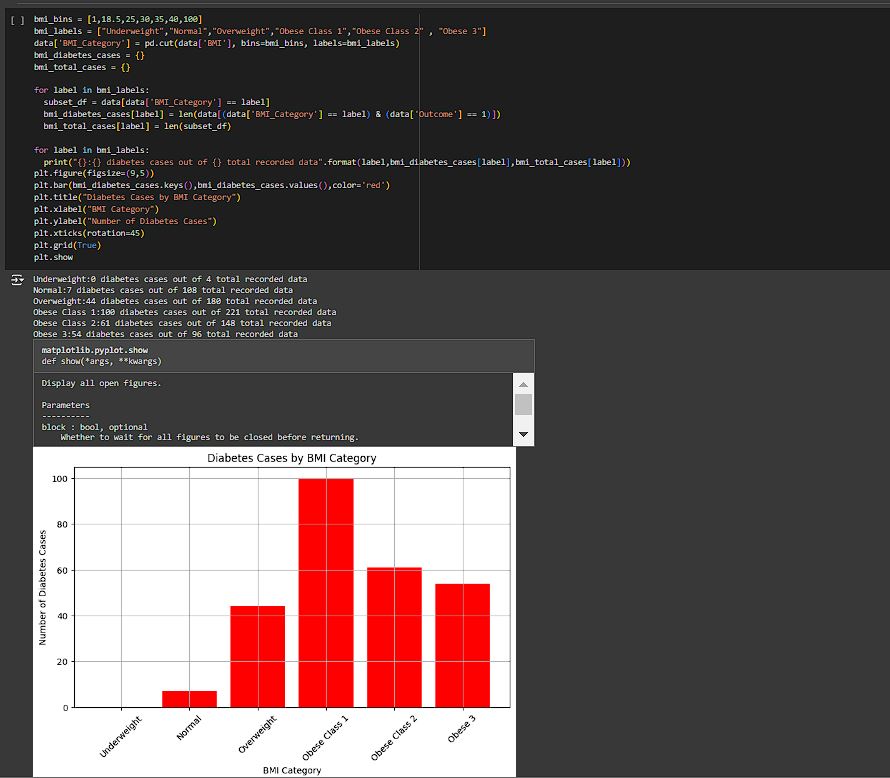 [ ] bmi_bins = [1,18.5,25,30,35,40,100]
bmi_labels = ["Underweight","Normal","Overweight","Obese Class 1","Obese Class 2" , "Obese 3"]
data['BMI_Category'] = pd.cut(data['BMI'], bins=bmi_bins, labels=bmi_labels)
bmi_diabetes_cases = {}
bmi_total_cases = {}
for label in bmi_labels:
subset_df = data[data['BMI_Category'] == label]
bmi_diabetes_cases[label] = len(data[(data['BMI_Category'] == label) & (data['Outcome'] == 1)])
bmi_total_cases[label] = len(subset_df)
for label in bmi_labels:
print("{}:{} diabetes cases out of {} total recorded data".format(label,bmi_diabetes_cases[label],bmi_total_cases[label]))
plt.figure(figsize=(9,5))
plt.bar(bmi_diabetes_cases.keys(),bmi_diabetes_cases.values(),color='red')
plt.title("Diabetes Cases by BMI Category")
plt.xlabel("BMI Category")
plt.ylabel("Number of Diabetes Cases")
plt.xticks(rotation=45)
plt.grid(True)
plt.show
Underweight:0 diabetes cases out of 4 total recorded data
Normal:7 diabetes cases out of 108 total recorded data
Overweight:44 diabetes cases out of 180 total recorded data
Obese Class 1:100 diabetes cases out of 221 total recorded data
Obese Class 2:61 diabetes cases out of 148 total recorded data
Obese 3:54 diabetes cases out of 96 total recorded data
matplotlib.pyplot.show
def show(*args, **kwargs)
Display all open figures.
Parameters
----------
block : bool, optional
Whether to wait for all figures to be closed before returning.
Diabetes Cases by BMI Category
Number of Diabetes Cases
100
80
60
40
20
0
Underweight
Normal
Overweight
Obese Class 1
Obese Class 2
Obese 3
BMI Category